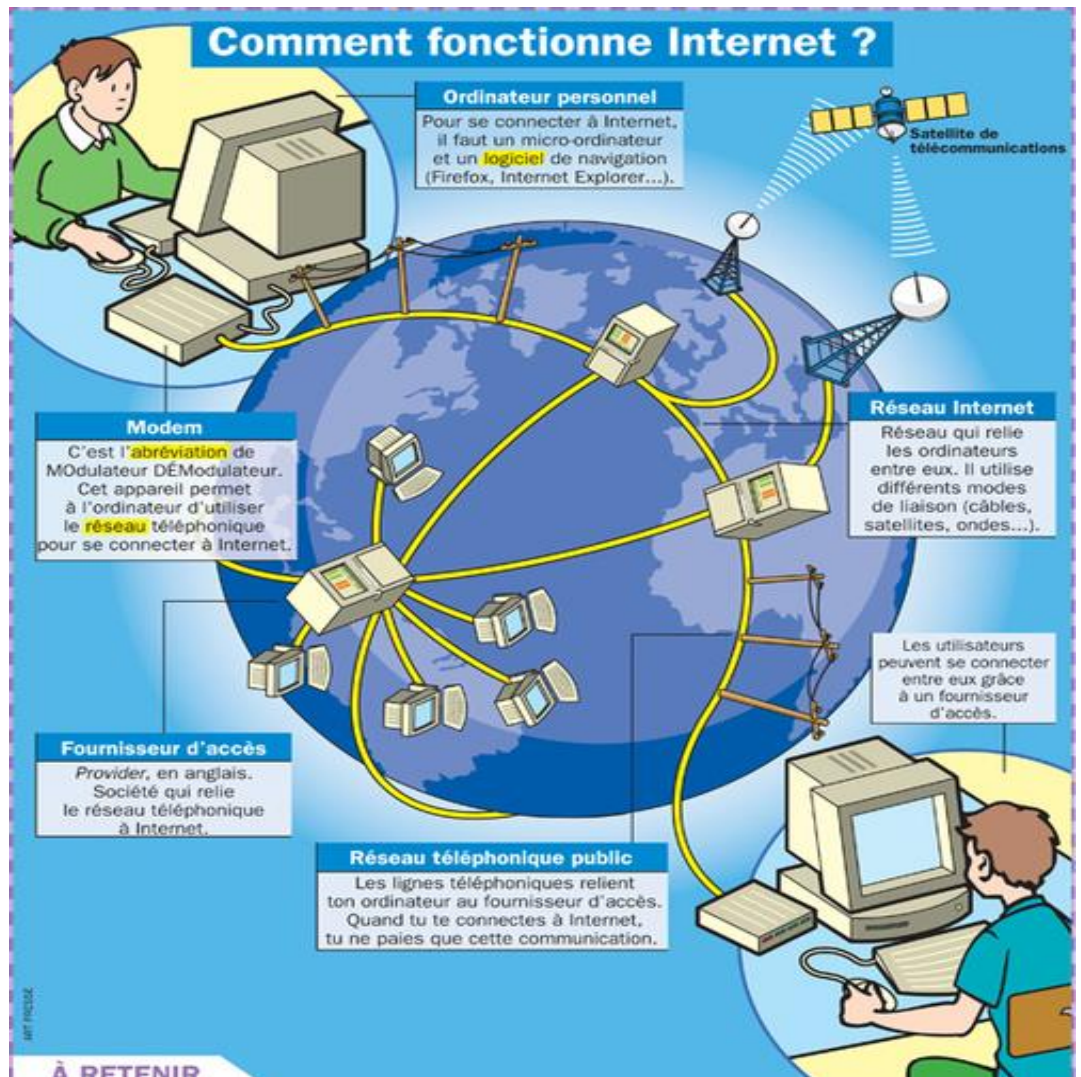 Comment fonctionne Internet ?
Ordinateur personnel
Pour se connecter à Internet,
il faut un micro-ordinateur
et un logiciel de navigation
(Firefox, Internet Explorer...).
Satellite de
télécommunications
Modem
C'est l'abréviation de
MOdulateur DÉModulateur.
Cet appareil permet
à l'ordinateur d'utiliser
le réseau téléphonique
pour se connecter à Internet.
Réseau Internet
Réseau qui relie
les ordinateurs
entre eux. Il utilise
différents modes
de liaison (câbles,
satellites, ondes...).
Les utilisateurs
peuvent se connecter
entre eux grâce
à un fournisseur
d'accès.
Fournisseur d'accès
Provider, en anglais.
Société qui relie
le réseau téléphonique
à Internet.
Réseau téléphonique public
Les lignes téléphoniques relient
ton ordinateur au fournisseur d'accès.
Quand tu te connectes à Internet,
tu ne paies que cette communication.
À RETENIR